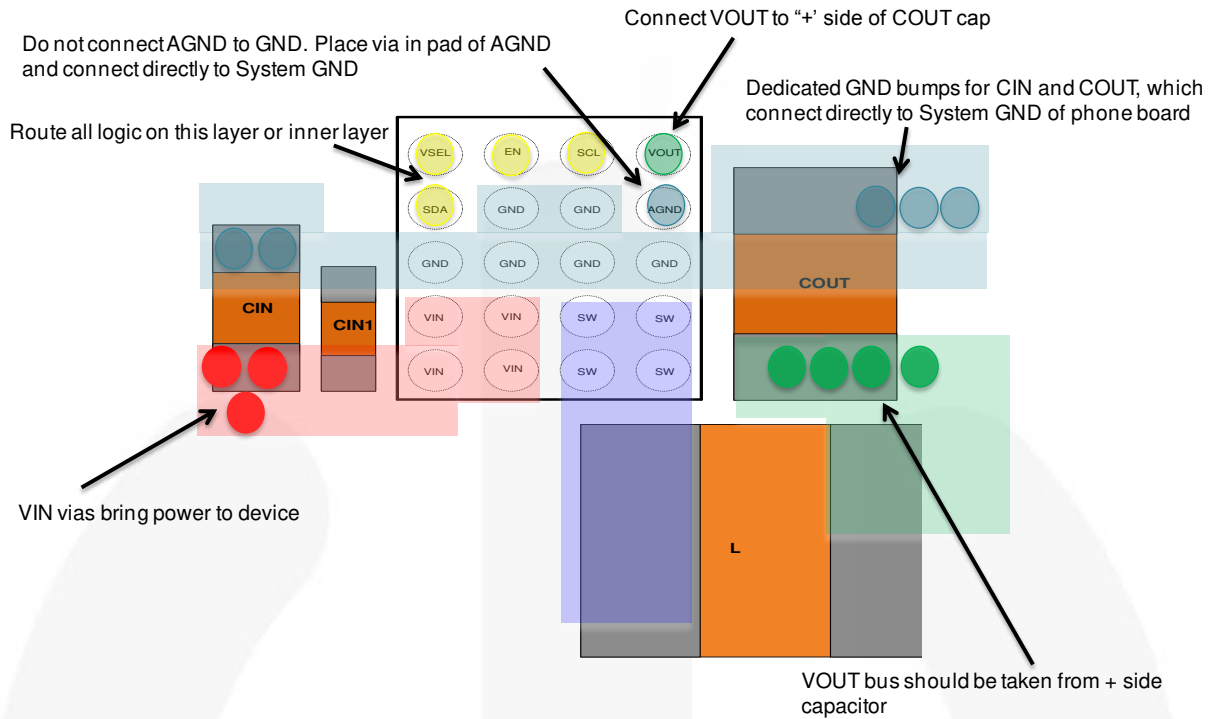 Connect VOUT to “+’ side of COUT cap
Do not connect AGND to GND. Place via in pad of AGND
and connect directly to System GND
Dedicated GND bumps for CIN and COUT, which
connect directly to System GND of phone board
Route all logic on this layer or inner layer
VSEL EN SCL VOUT
SDA GND GND AGND
GND GND GND GND
COUT
CIN
CIN1
VIN VIN SW SW
VIN VIN SW SW
VIN vias bring power to device
L
VOUT bus should be taken from + side
capacitor